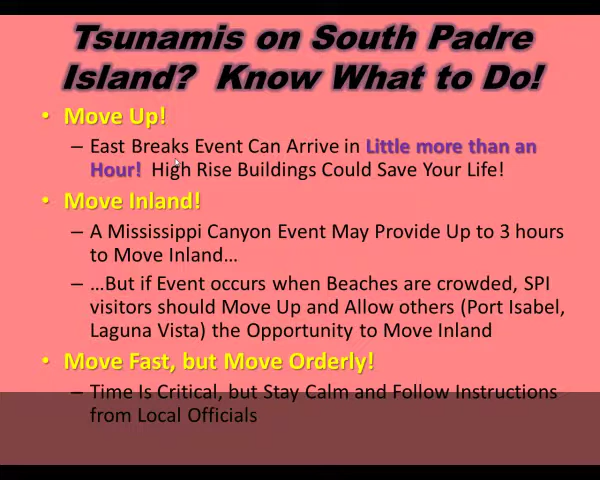 Tsunamis on South Padre
Island? Know What to Do!
• Move Up!
– East Breaks Event Can Arrive in Little more than an
Hour! High Rise Buildings Could Save Your Life!
• Move Inland!
– A Mississippi Canyon Event May Provide Up to 3 hours
to Move Inland…
– …But if Event occurs when Beaches are crowded, SPI
visitors should Move Up and Allow others (Port Isabel,
Laguna Vista) the Opportunity to Move Inland
• Move Fast, but Move Orderly!
– Time Is Critical, but Stay Calm and Follow Instructions
from Local Officials